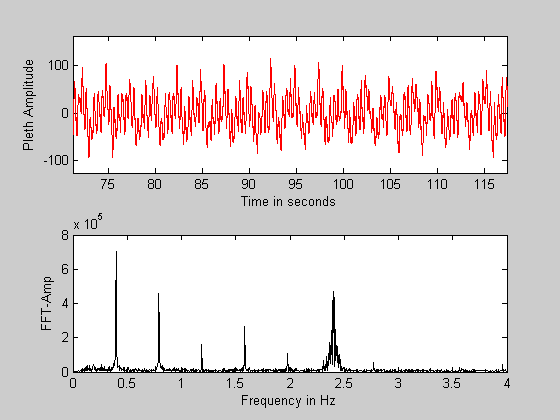 Pleth Amplitude
100
0
-100
75 80 85 90 95 100 105 110 115
Time in seconds
x 10^5
FFT-Amp
8
6
4
2
0
0 0.5 1 1.5 2 2.5 3 3.5 4
Frequency in Hz